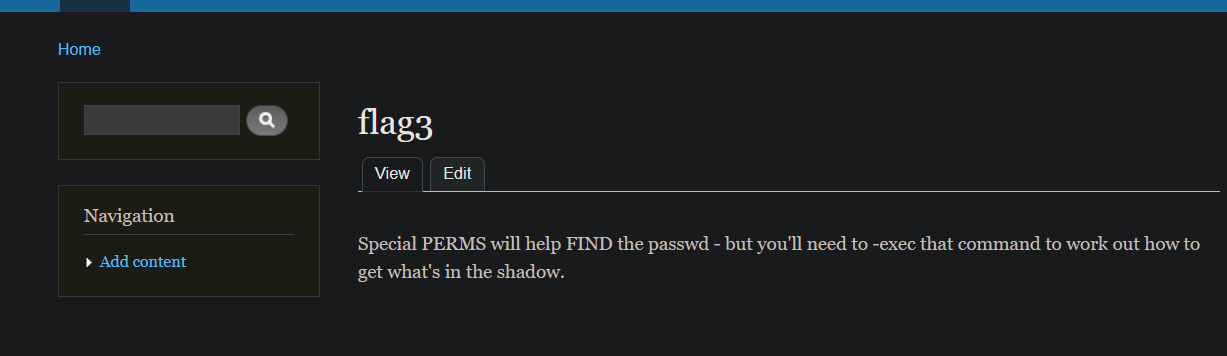 Home
flag3
View
Edit
Navigation
Add content
Special PERMS will help FIND the passwd - but you'll need to -exec that command to work out how to
get what's in the shadow.